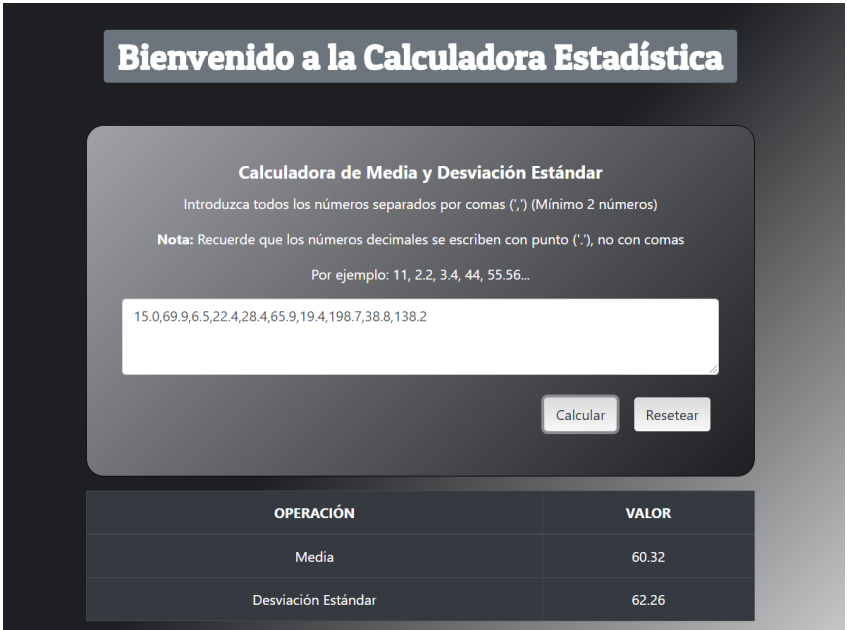 Bienvenido a la Calculadora Estadística
Calculadora de Media y Desviación Estándar
Introduzca todos los números separados por comas (',') (Mínimo 2 números)
Nota: Recuerde que los números decimales se escriben con punto ('.'), no con comas
Por ejemplo: 11, 2.2, 3.4, 44, 55.56...
15.0,69.9,6.5,22.4,28.4,65.9,19.4,198.7,38.8,138.2
Calcular Resetear
OPERACIÓN VALOR
Media 60.32
Desviación Estándar 62.26